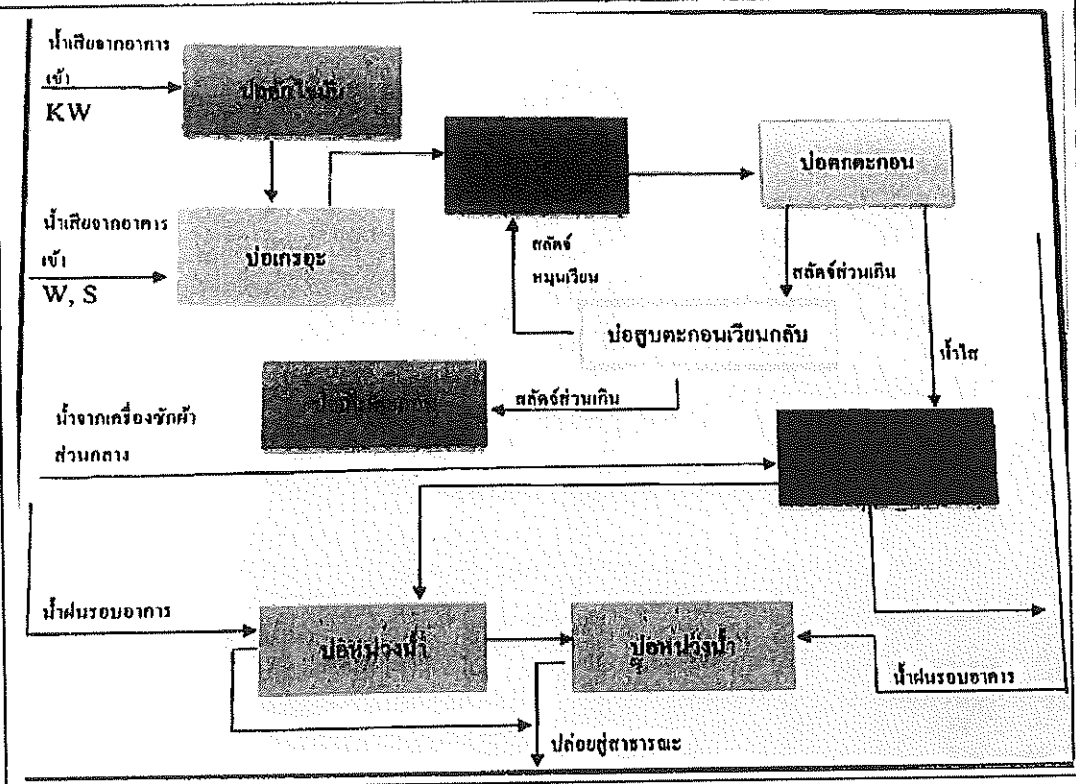 น้ำเสียจากอาคาร
เข้า
KW
บ่อดักไขมัน
น้ำเสียจากอาคาร
เข้า
W, S
บ่อเกรอะ
บ่อตกตะกอน
สลัดจ์
หมุนเวียน
สลัดจ์ส่วนเกิน
บ่อสูบตะกอนเวียนกลับ
น้ำใส
สลัดจ์ส่วนเกิน
น้ำจากเครื่องซักผ้า
ส่วนกลาง
น้ำฝนรอบอาคาร
บ่อหน่วงน้ำ
บ่อหน่วงน้ำ
น้ำฝนรอบอาคาร
ปล่อยสู่สาธารณะ